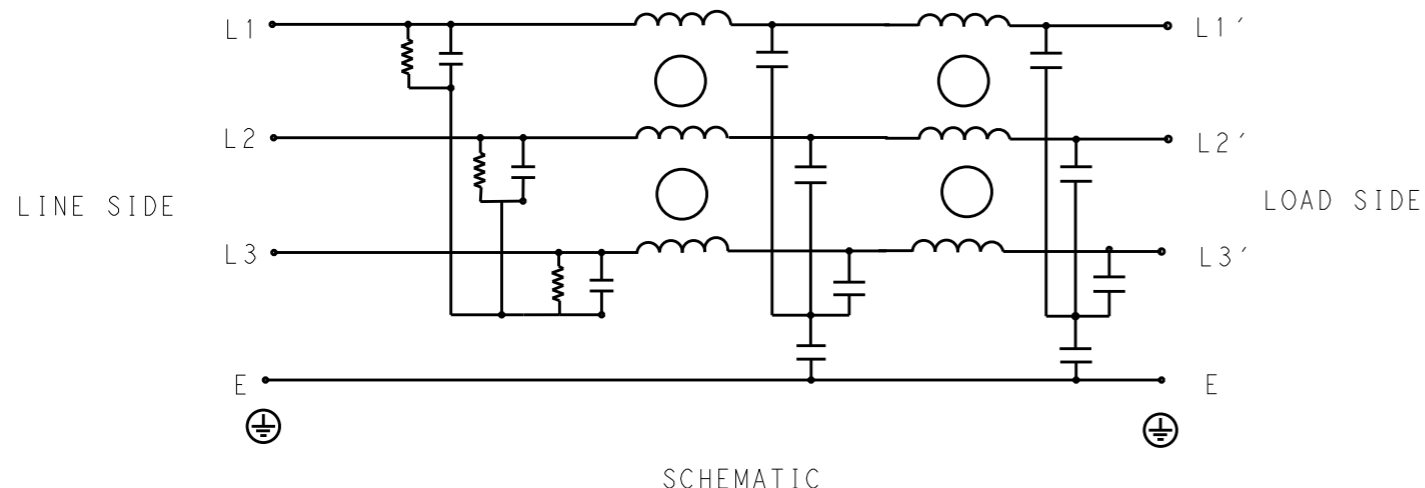 L1
L1′
L2
L2′
LINE SIDE
LOAD SIDE
L3
L3′
E
E
SCHEMATIC